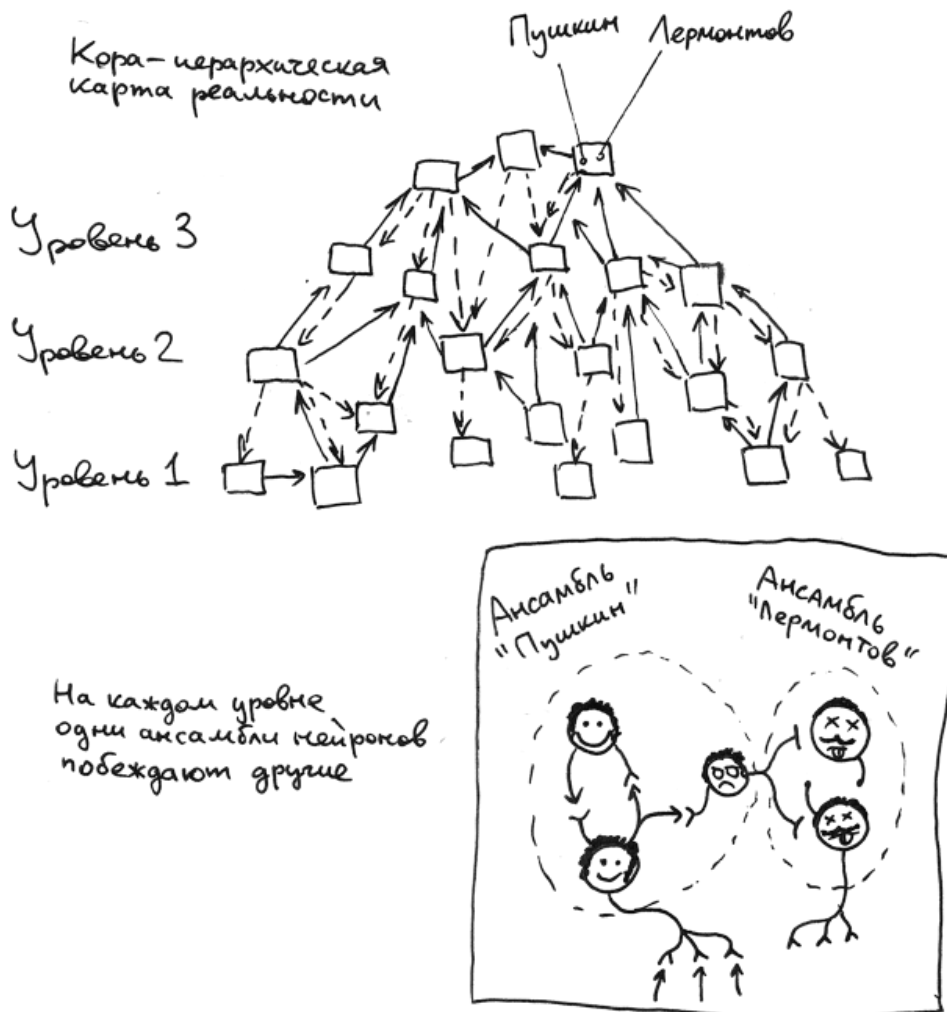 Кора-иерархическая
карта реальности
Пушкин
Лермонтов
Уровень 3
Уровень 2
Уровень 1
На каждом уровне
одни ансамбли нейронов
побеждают другие
Ансамбль
"Пушкин"
Ансамбль
"Лермонтов"